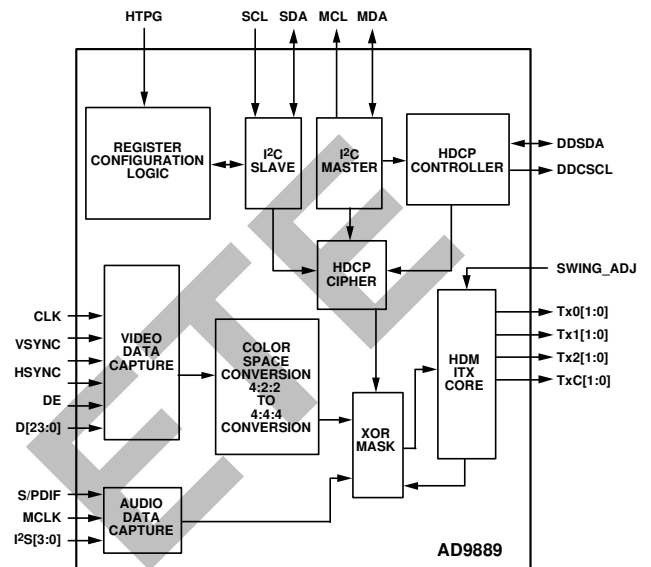 HTPG
SCL
SDA
MCL
MDA
REGISTER
CONFIGURATION
LOGIC
I²C
SLAVE
I²C
MASTER
HDCP
CONTROLLER
DDSDA
DDCSCL
HDCP
CIPHER
SWING_ADJ
CLK
VSYNC
HSYNC
DE
D[23:0]
VIDEO
DATA
CAPTURE
COLOR
SPACE
CONVERSION
4:2:2
TO
4:4:4
CONVERSION
XOR
MASK
HDM
ITX
CORE
Tx0[1:0]
Tx1[1:0]
Tx2[1:0]
TxC[1:0]
S/PDIF
MCLK
I²S[3:0]
AUDIO
DATA
CAPTURE
AD9889
ETE